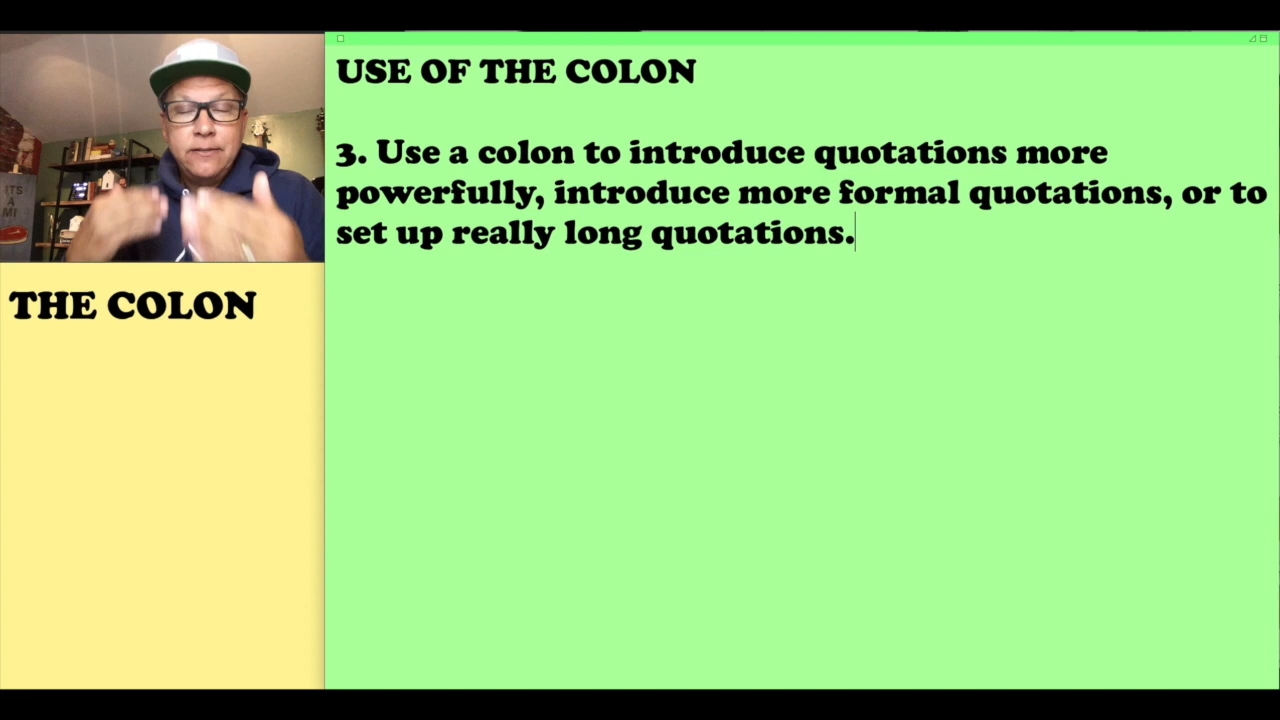 USE OF THE COLON
3. Use a colon to introduce quotations more
powerfully, introduce more formal quotations, or to
set up really long quotations.
THE COLON